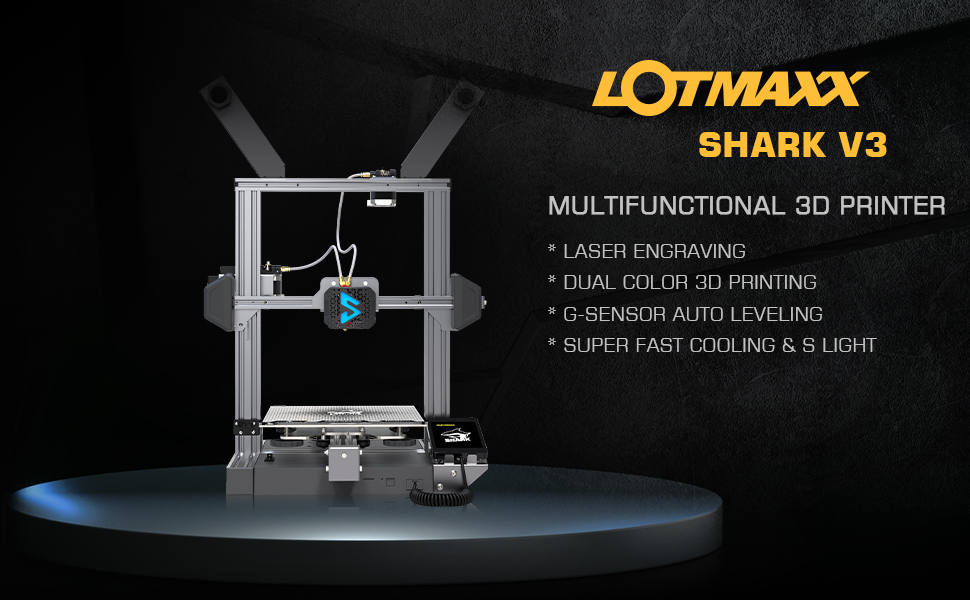 LOTMAXX
SHARK V3
MULTIFUNCTIONAL 3D PRINTER
* LASER ENGRAVING
* DUAL COLOR 3D PRINTING
* G-SENSOR AUTO LEVELING
* SUPER FAST COOLING & S LIGHT
SHARK